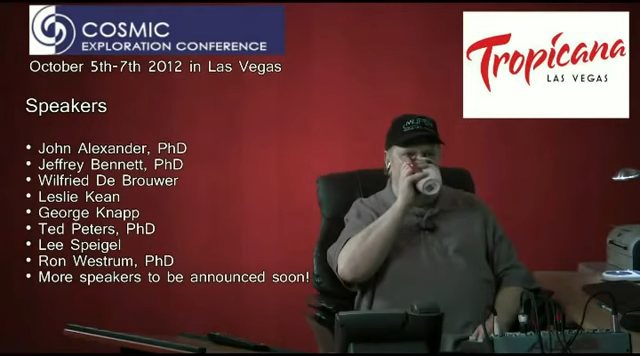 COSMIC
EXPLORATION CONFERENCE
October 5th-7th 2012 in Las Vegas
Tropicana
LAS VEGAS
Speakers
• John Alexander, PhD
• Jeffrey Bennett, PhD
• Wilfried De Brouwer
• Leslie Kean
• George Knapp
• Ted Peters, PhD
• Lee Speigel
• Ron Westrum, PhD
• More speakers to be announced soon!